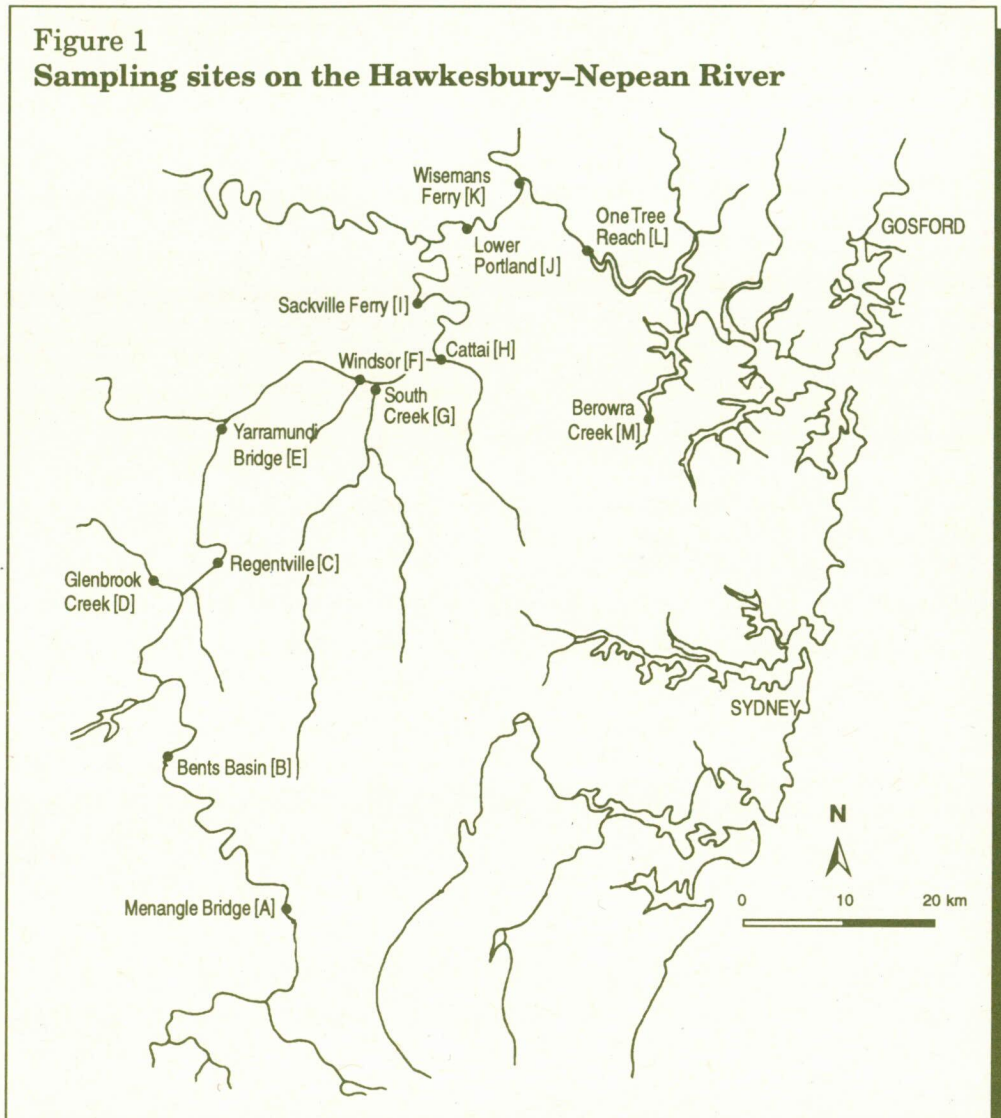 Figure 1
Sampling sites on the Hawkesbury–Nepean River
Wisemans
Ferry [K]
One Tree
Reach [L]
GOSFORD
Lower
Portland [J]
Sackville Ferry [I]
Windsor [F]
Cattai [H]
South
Creek [G]
Berowra
Creek [M]
Yarramundi
Bridge [E]
Regentville [C]
Glenbrook
Creek [D]
SYDNEY
Bents Basin [B]
N
Menangle Bridge [A]
0 10 20 km